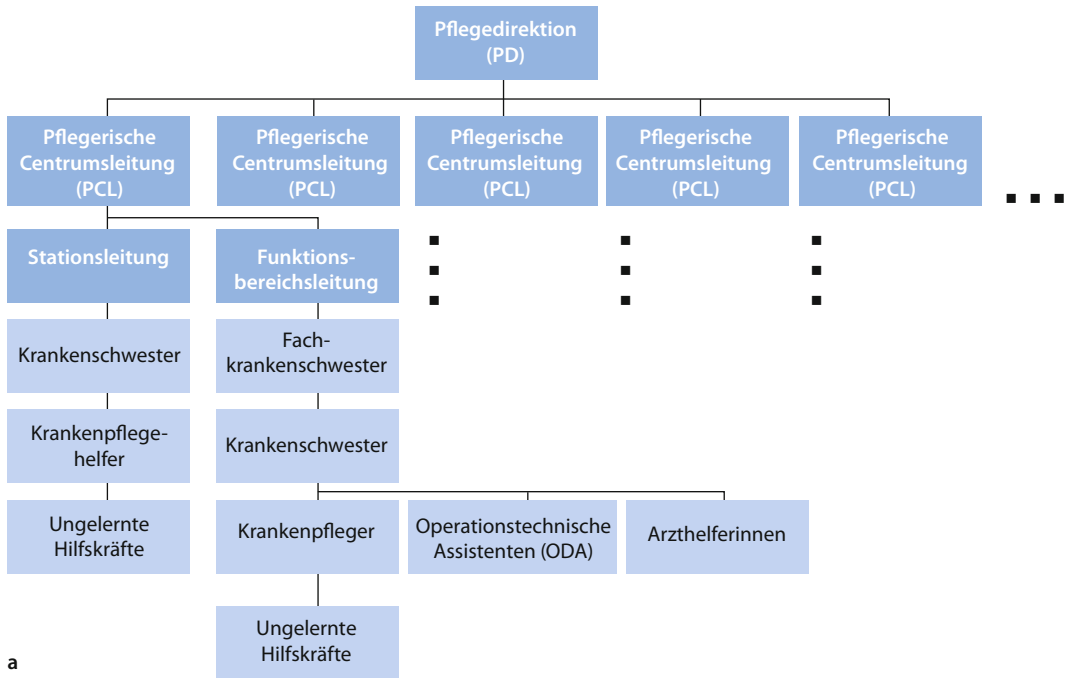 Pflegedirektion
(PD)
Pflegerische
Centrumsleitung
(PCL)
Pflegerische
Centrumsleitung
(PCL)
Pflegerische
Centrumsleitung
(PCL)
Pflegerische
Centrumsleitung
(PCL)
Pflegerische
Centrumsleitung
(PCL)
Stationsleitung
Funktions-
bereichsleitung
Krankenschwester
Fach-
krankenschwester
Krankenpflege-
helfer
Krankenschwester
Ungelernte
Hilfskräfte
Krankenpfleger
Operationstechnische
Assistenten (ODA)
Arzthelferinnen
Ungelernte
Hilfskräfte
a